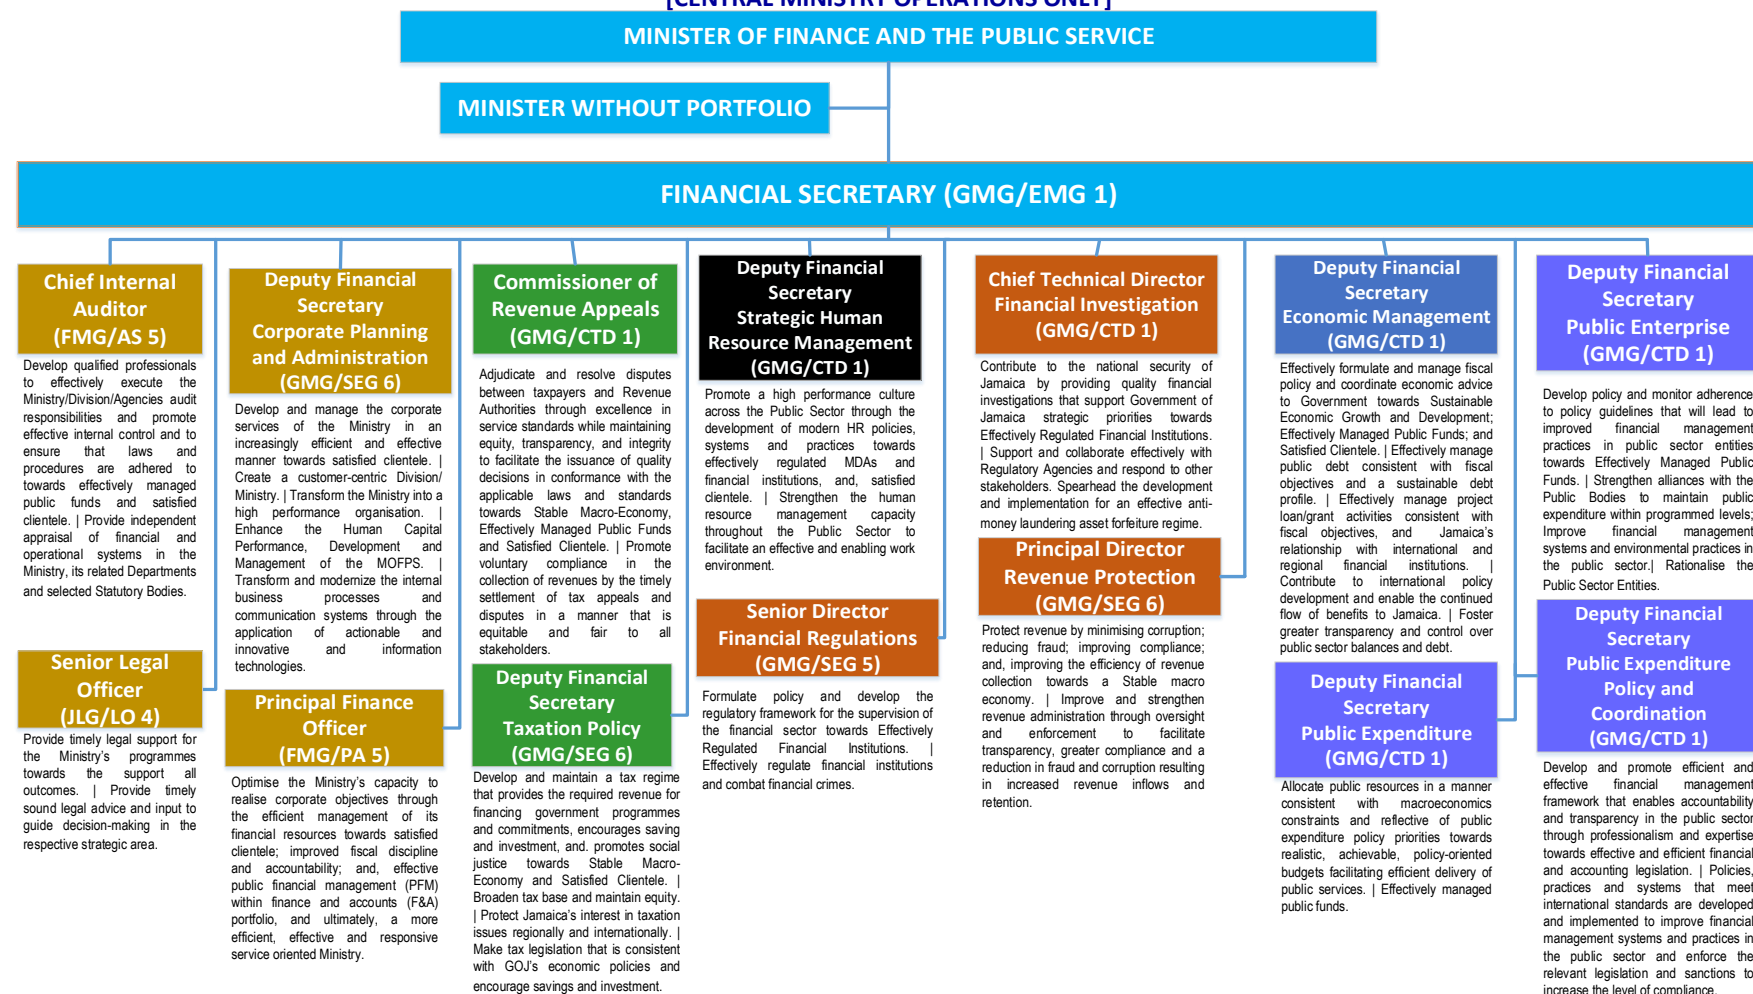 [CENTRAL MINISTRY OPERATIONS ONLY]
MINISTER OF FINANCE AND THE PUBLIC SERVICE
MINISTER WITHOUT PORTFOLIO
FINANCIAL SECRETARY (GMG/EMG 1)
Chief Internal
Auditor
(FMG/AS 5)
Develop qualified professionals
to effectively execute the
Ministry/Division/Agencies audit
responsibilities and promote
effective internal control and to
ensure that laws and
procedures are adhered to
towards effectively managed
public funds and satisfied
clientele. | Provide independent
appraisal of financial and
operational systems in the
Ministry, its related Departments
and selected Statutory Bodies.
Senior Legal
Officer
(JLG/LO 4)
Provide timely legal support for
the Ministry's programmes
towards the support all
outcomes. | Provide timely
sound legal advice and input to
guide decision-making in the
respective strategic area.
Deputy Financial
Secretary
Corporate Planning
and Administration
(GMG/SEG 6)
Develop and manage the corporate
services of the Ministry in an
increasingly efficient and effective
manner towards satisfied clientele. |
Create a customer-centric Division/
Ministry. | Transform the Ministry into a
high performance organisation. |
Enhance the Human Capital
Performance, Development and
Management of the MOFPS. |
Transform and modernize the internal
business processes and
communication systems through the
application of actionable and
innovative and information
technologies.
Principal Finance
Officer
(FMG/PA 5)
Optimise the Ministry's capacity to
realise corporate objectives through
the efficient management of its
financial resources towards satisfied
clientele; improved fiscal discipline
and accountability; and, effective
public financial management (PFM)
within finance and accounts (F&A)
portfolio, and ultimately, a more
efficient, effective and responsive
service oriented Ministry.
Commissioner of
Revenue Appeals
(GMG/CTD 1)
Adjudicate and resolve disputes
between taxpayers and Revenue
Authorities through excellence in
service standards while maintaining
equity, transparency, and integrity
to facilitate the issuance of quality
decisions in conformance with the
applicable laws and standards
towards Stable Macro-Economy,
Effectively Managed Public Funds
and Satisfied Clientele. | Promote
voluntary compliance in the
collection of revenues by the timely
settlement of tax appeals and
disputes in a manner that is
equitable and fair to all
stakeholders.
Deputy Financial
Secretary
Taxation Policy
(GMG/SEG 6)
Develop and maintain a tax regime
that provides the required revenue for
financing government programmes
and commitments, encourages saving
and investment, and. promotes social
justice towards Stable Macro-
Economy and Satisfied Clientele. |
Broaden tax base and maintain equity.
| Protect Jamaica's interest in taxation
issues regionally and internationally. |
Make tax legislation that is consistent
with GOJ's economic policies and
encourage savings and investment.
Deputy Financial
Secretary
Strategic Human
Resource Management
(GMG/CTD 1)
Promote a high performance culture
across the Public Sector through the
development of modern HR policies,
systems and practices towards
effectively regulated MDAs and
financial institutions, and, satisfied
clientele. | Strengthen the human
resource management capacity
throughout the Public Sector to
facilitate an effective and enabling work
environment.
Senior Director
Financial Regulations
(GMG/SEG 5)
Formulate policy and develop the
regulatory framework for the supervision of
the financial sector towards Effectively
Regulated Financial Institutions. |
Effectively regulate financial institutions
and combat financial crimes.
Chief Technical Director
Financial Investigation
(GMG/CTD 1)
Contribute to the national security of
Jamaica by providing quality financial
investigations that support Government of
Jamaica strategic priorities towards
Effectively Regulated Financial Institutions.
| Support and collaborate effectively with
Regulatory Agencies and respond to other
stakeholders. Spearhead the development
and implementation for an effective anti-
money laundering asset forfeiture regime.
Principal Director
Revenue Protection
(GMG/SEG 6)
Protect revenue by minimising corruption;
reducing fraud; improving compliance;
and, improving the efficiency of revenue
collection towards a Stable macro
economy. | Improve and strengthen
revenue administration through oversight
and enforcement to facilitate
transparency, greater compliance and a
reduction in fraud and corruption resulting
in increased revenue inflows and
retention.
Deputy Financial
Secretary
Economic Management
(GMG/CTD 1)
Effectively formulate and manage fiscal
policy and coordinate economic advice
to Government towards Sustainable
Economic Growth and Development;
Effectively Managed Public Funds; and
Satisfied Clientele. | Effectively manage
public debt consistent with fiscal
objectives and a sustainable debt
profile. | Effectively manage project
loan/grant activities consistent with
fiscal objectives, and Jamaica's
relationship with international and
regional financial institutions. |
Contribute to international policy
development and enable the continued
flow of benefits to Jamaica. | Foster
greater transparency and control over
public sector balances and debt.
Deputy Financial
Secretary
Public Expenditure
(GMG/CTD 1)
Allocate public resources in a manner
consistent with macroeconomics
constraints and reflective of public
expenditure policy priorities towards
realistic, achievable, policy-oriented
budgets facilitating efficient delivery of
public services. | Effectively managed
public funds.
Deputy Financial
Secretary
Public Enterprise
(GMG/CTD 1)
Develop policy and monitor adherence
to policy guidelines that will lead to
improved financial management
practices in public sector entities
towards Effectively Managed Public
Funds. | Strengthen alliances with the
Public Bodies to maintain public
expenditure within programmed levels;
Improve financial management
systems and environmental practices in
the public sector.| Rationalise the
Public Sector Entities.
Deputy Financial
Secretary
Public Expenditure
Policy and
Coordination
(GMG/CTD 1)
Develop and promote efficient and
effective financial management
framework that enables accountability
and transparency in the public sector
through professionalism and expertise
towards effective and efficient financial
and accounting legislation. | Policies,
practices and systems that meet
international standards are developed
and implemented to improve financial
management systems and practices in
the public sector and enforce the
relevant legislation and sanctions to
increase the level of compliance.